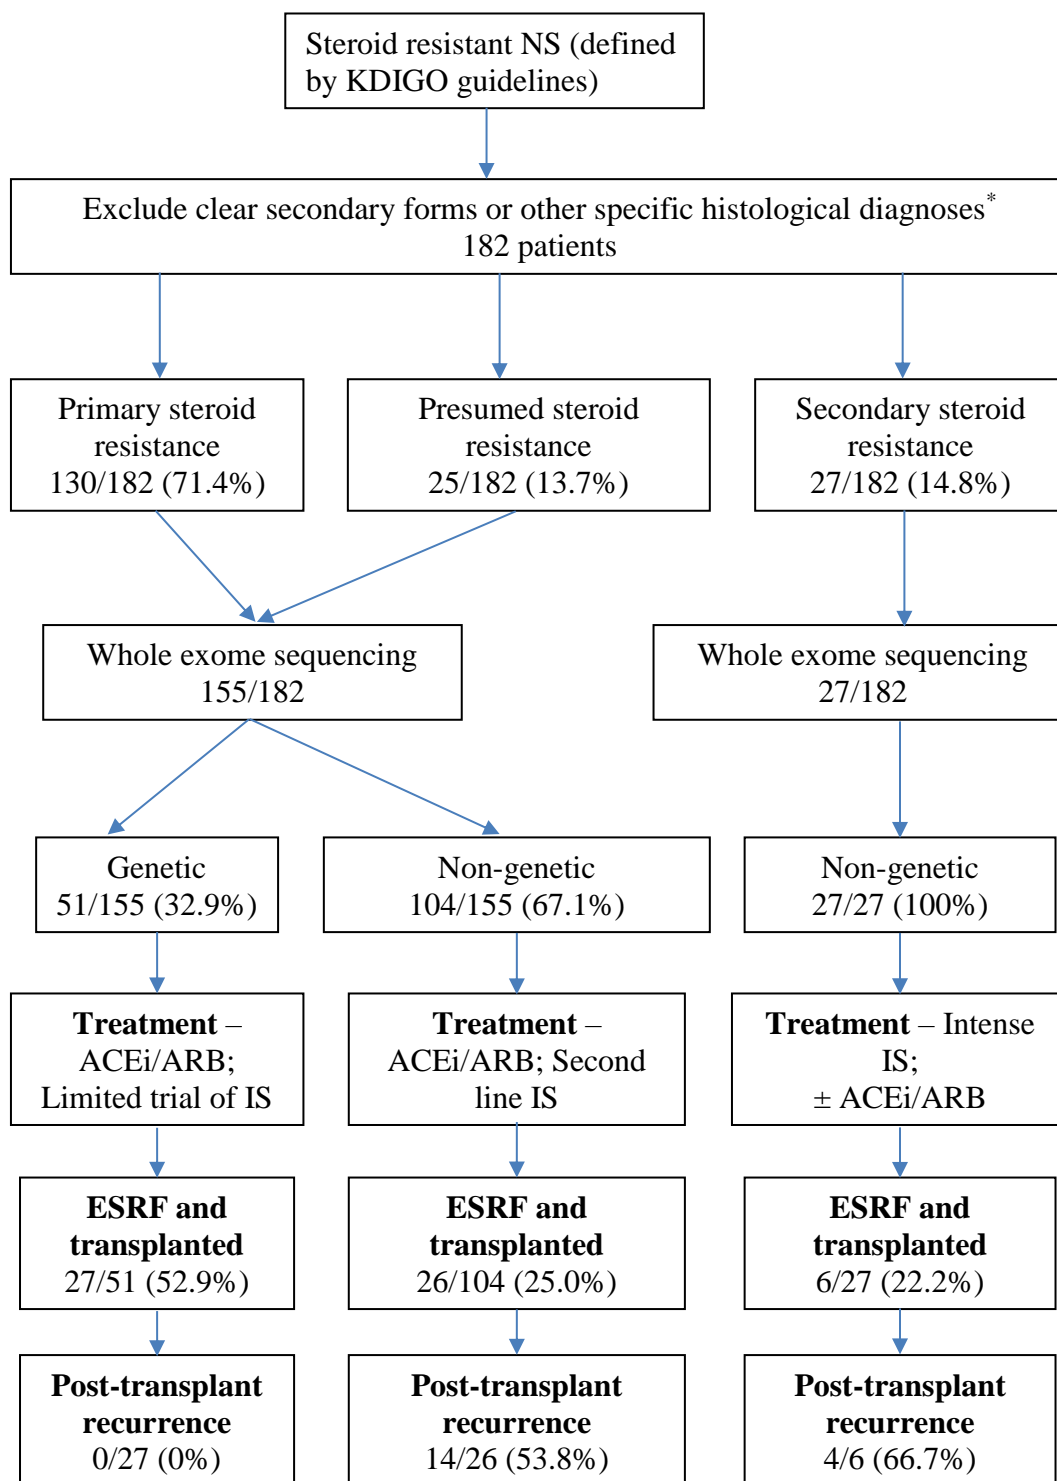 Steroid resistant NS (defined
by KDIGO guidelines)
Exclude clear secondary forms or other specific histological diagnoses*
182 patients
Primary steroid
resistance
130/182 (71.4%)
Presumed steroid
resistance
25/182 (13.7%)
Secondary steroid
resistance
27/182 (14.8%)
Whole exome sequencing
155/182
Whole exome sequencing
27/182
Genetic
51/155 (32.9%)
Non-genetic
104/155 (67.1%)
Non-genetic
27/27 (100%)
Treatment –
ACEi/ARB;
Limited trial of IS
Treatment –
ACEi/ARB; Second
line IS
Treatment – Intense
IS;
± ACEi/ARB
ESRF and
transplanted
27/51 (52.9%)
ESRF and
transplanted
26/104 (25.0%)
ESRF and
transplanted
6/27 (22.2%)
Post-transplant
recurrence
0/27 (0%)
Post-transplant
recurrence
14/26 (53.8%)
Post-transplant
recurrence
4/6 (66.7%)